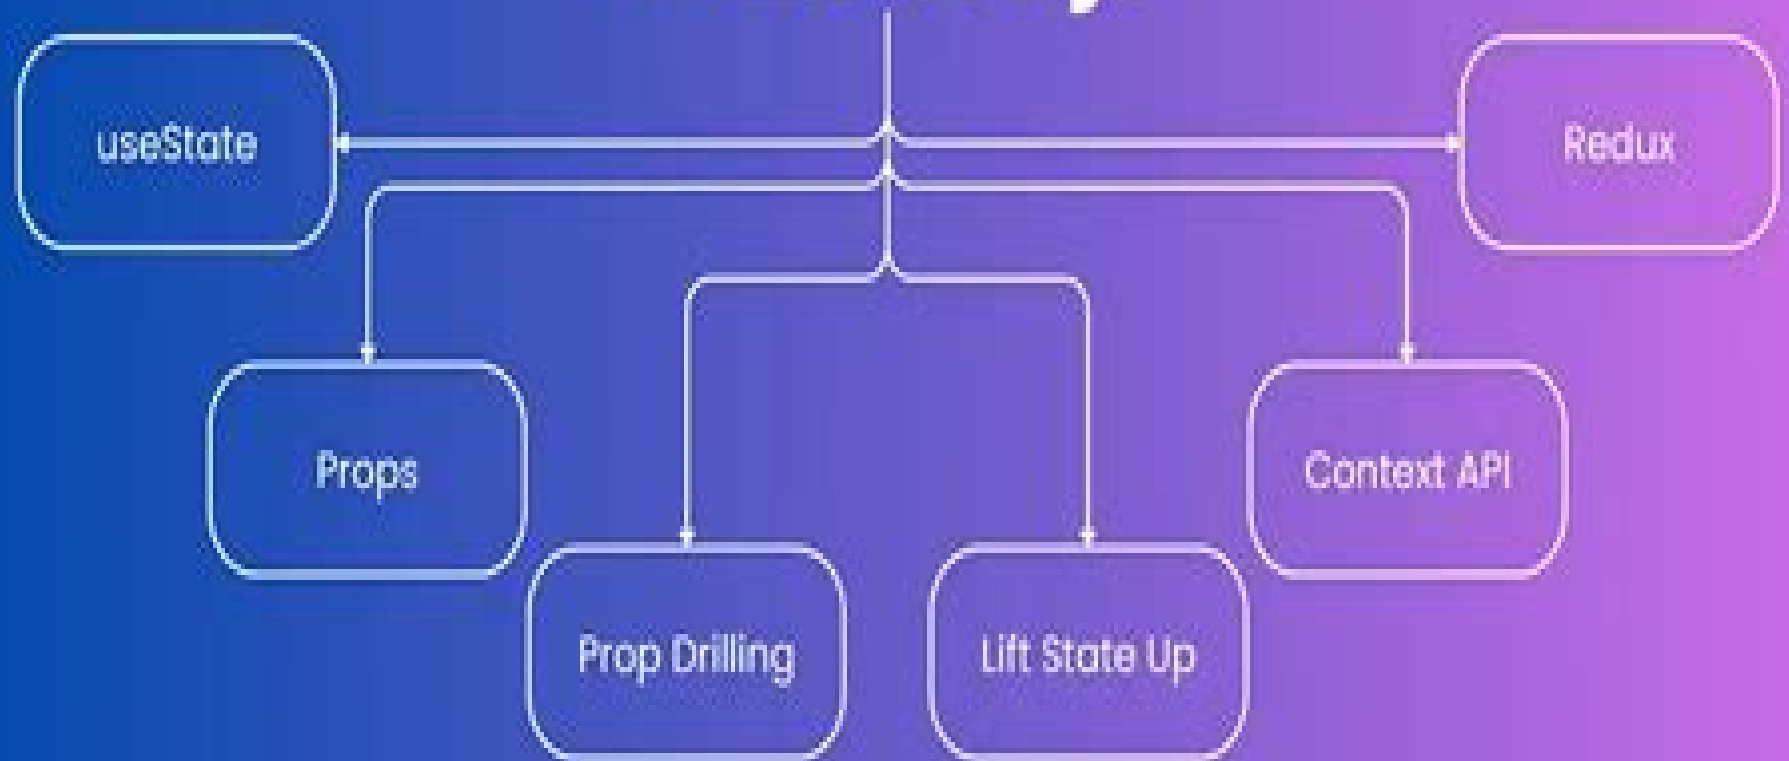 useState
Redux
Props
Context API
Prop Drilling
Lift State Up